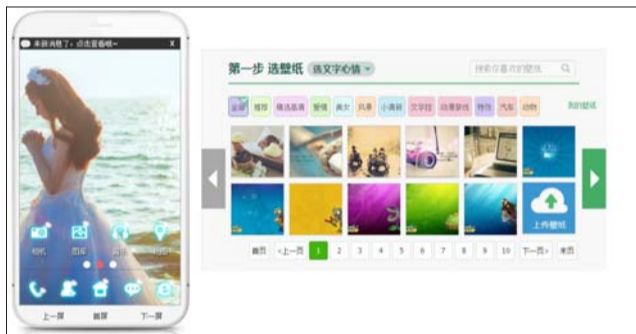 来新消息了，点击查看哦~ X
相机 图库
上一屏 首屏 下一屏
第一步 选壁纸 选文字心情
搜索你喜欢的壁纸
全部 推荐 精选高清 爱情 美女 风景 小清新 文字控 动漫游戏 特效 汽车 动物 我的壁纸
上传壁纸
首页 <上一页 1 2 3 4 5 6 7 8 9 10 下一页> 末页